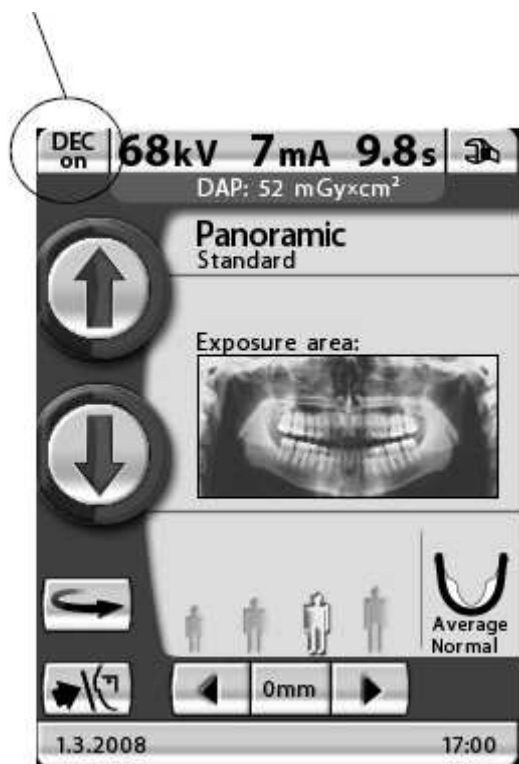 DEC on 68kV 7mA 9.8s
DAP: 52 mGy×cm²
Panoramic
Standard
Exposure area:
Average
Normal
0mm
1.3.2008 17:00